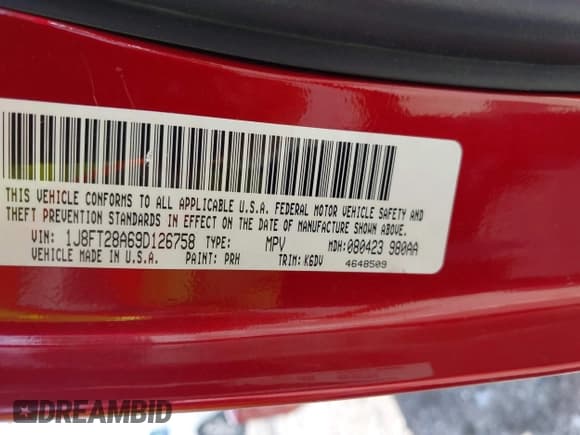 THIS VEHICLE CONFORMS TO ALL APPLICABLE U.S.A. FEDERAL MOTOR VEHICLE SAFETY AND
THEFT PREVENTION STANDARDS IN EFFECT ON THE DATE OF MANUFACTURE SHOWN ABOVE.
VIN: 1J8FT28A69D126758 TYPE: MPV MDH:080423 980AA
VEHICLE MADE IN U.S.A. PAINT: PRH TRIM:K6DV 4648509
DREAMBID